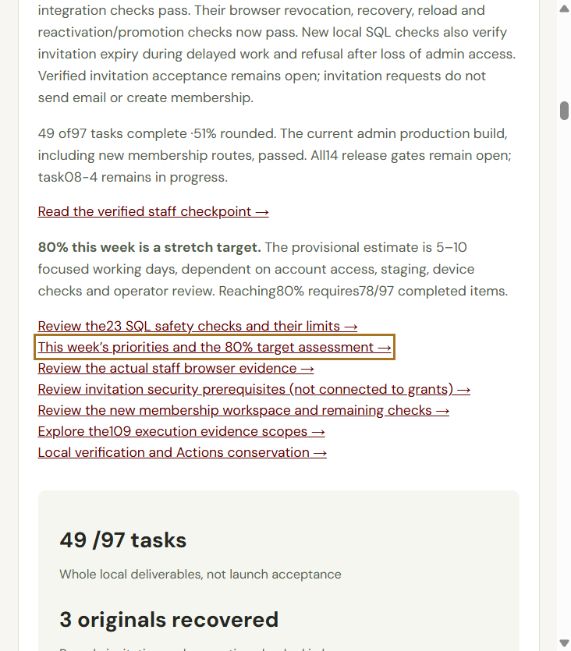 integration checks pass. Their browser revocation, recovery, reload and
reactivation/promotion checks now pass. New local SQL checks also verify
invitation expiry during delayed work and refusal after loss of admin access.
Verified invitation acceptance remains open; invitation requests do not
send email or create membership.
49 of97 tasks complete ·51% rounded. The current admin production build,
including new membership routes, passed. All14 release gates remain open;
task08-4 remains in progress.
Read the verified staff checkpoint →
80% this week is a stretch target. The provisional estimate is 5–10
focused working days, dependent on account access, staging, device
checks and operator review. Reaching80% requires78/97 completed items.
Review the23 SQL safety checks and their limits →
This week's priorities and the 80% target assessment →
Review the actual staff browser evidence →
Review invitation security prerequisites (not connected to grants) →
Review the new membership workspace and remaining checks →
Explore the109 execution evidence scopes →
Local verification and Actions conservation →
49 /97 tasks
Whole local deliverables, not launch acceptance
3 originals recovered